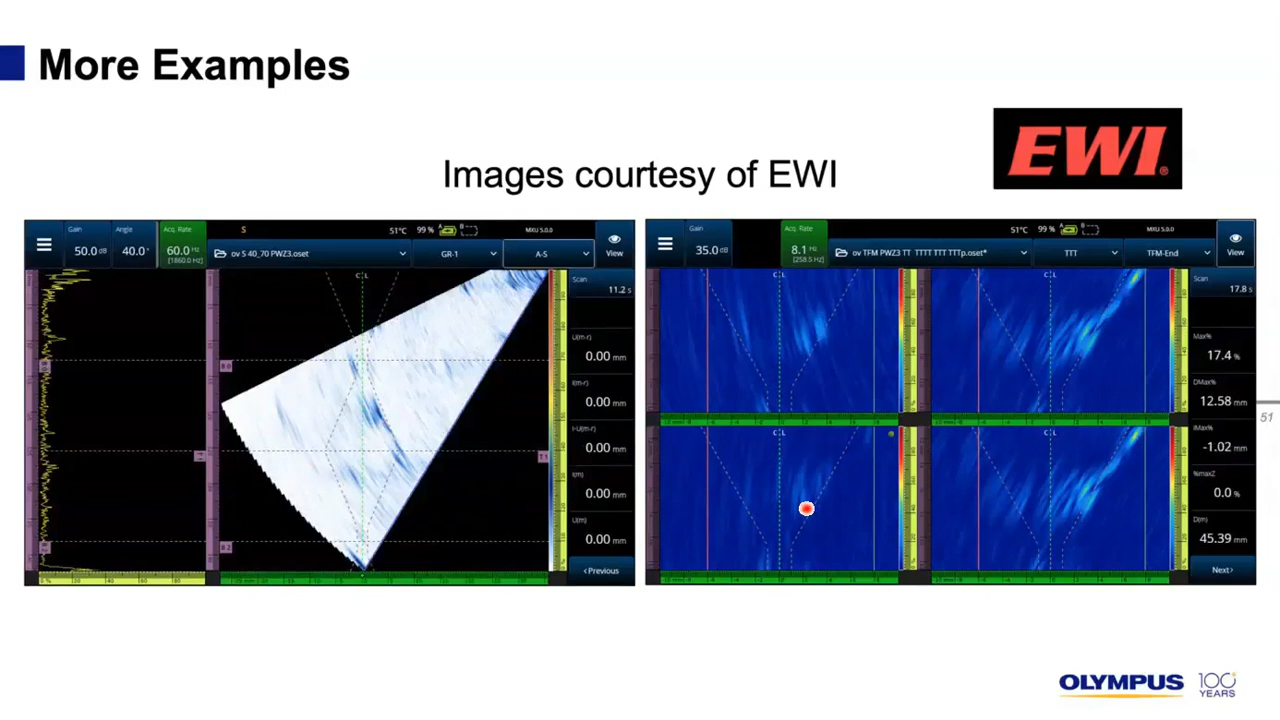 More Examples
EWI
Images courtesy of EWI
Gain
50.0 dB
Angle
40.0 °
Acq. Rate
60.0 Hz
[1860.0 Hz]
S
51°C
99 %
A
B
MXU 5.0.0
ov S 40_70 PWZ3.oset
GR-1
A-S
View
Scan
11.2 s
U(m-r)
0.00 mm
I(m-r)
0.00 mm
I-U(m-r)
0.00 mm
I(m)
0.00 mm
U(m)
0.00 mm
‹ Previous
C L
B 0
T 1
B 2
Gain
35.0 dB
Acq. Rate
8.1 Hz
[258.5 Hz]
51°C
99 %
A
B
MXU 5.0.0
ov TFM PWZ3 TT TTTT TTT TTTp.oset*
TTT
TFM-End
View
Scan
17.8 s
Max%
17.4 %
DMax%
12.58 mm
IMax%
-1.02 mm
%maxZ
0.0 %
D(m)
45.39 mm
Next ›
C L
C L
C L
C L
51
OLYMPUS
100 YEARS